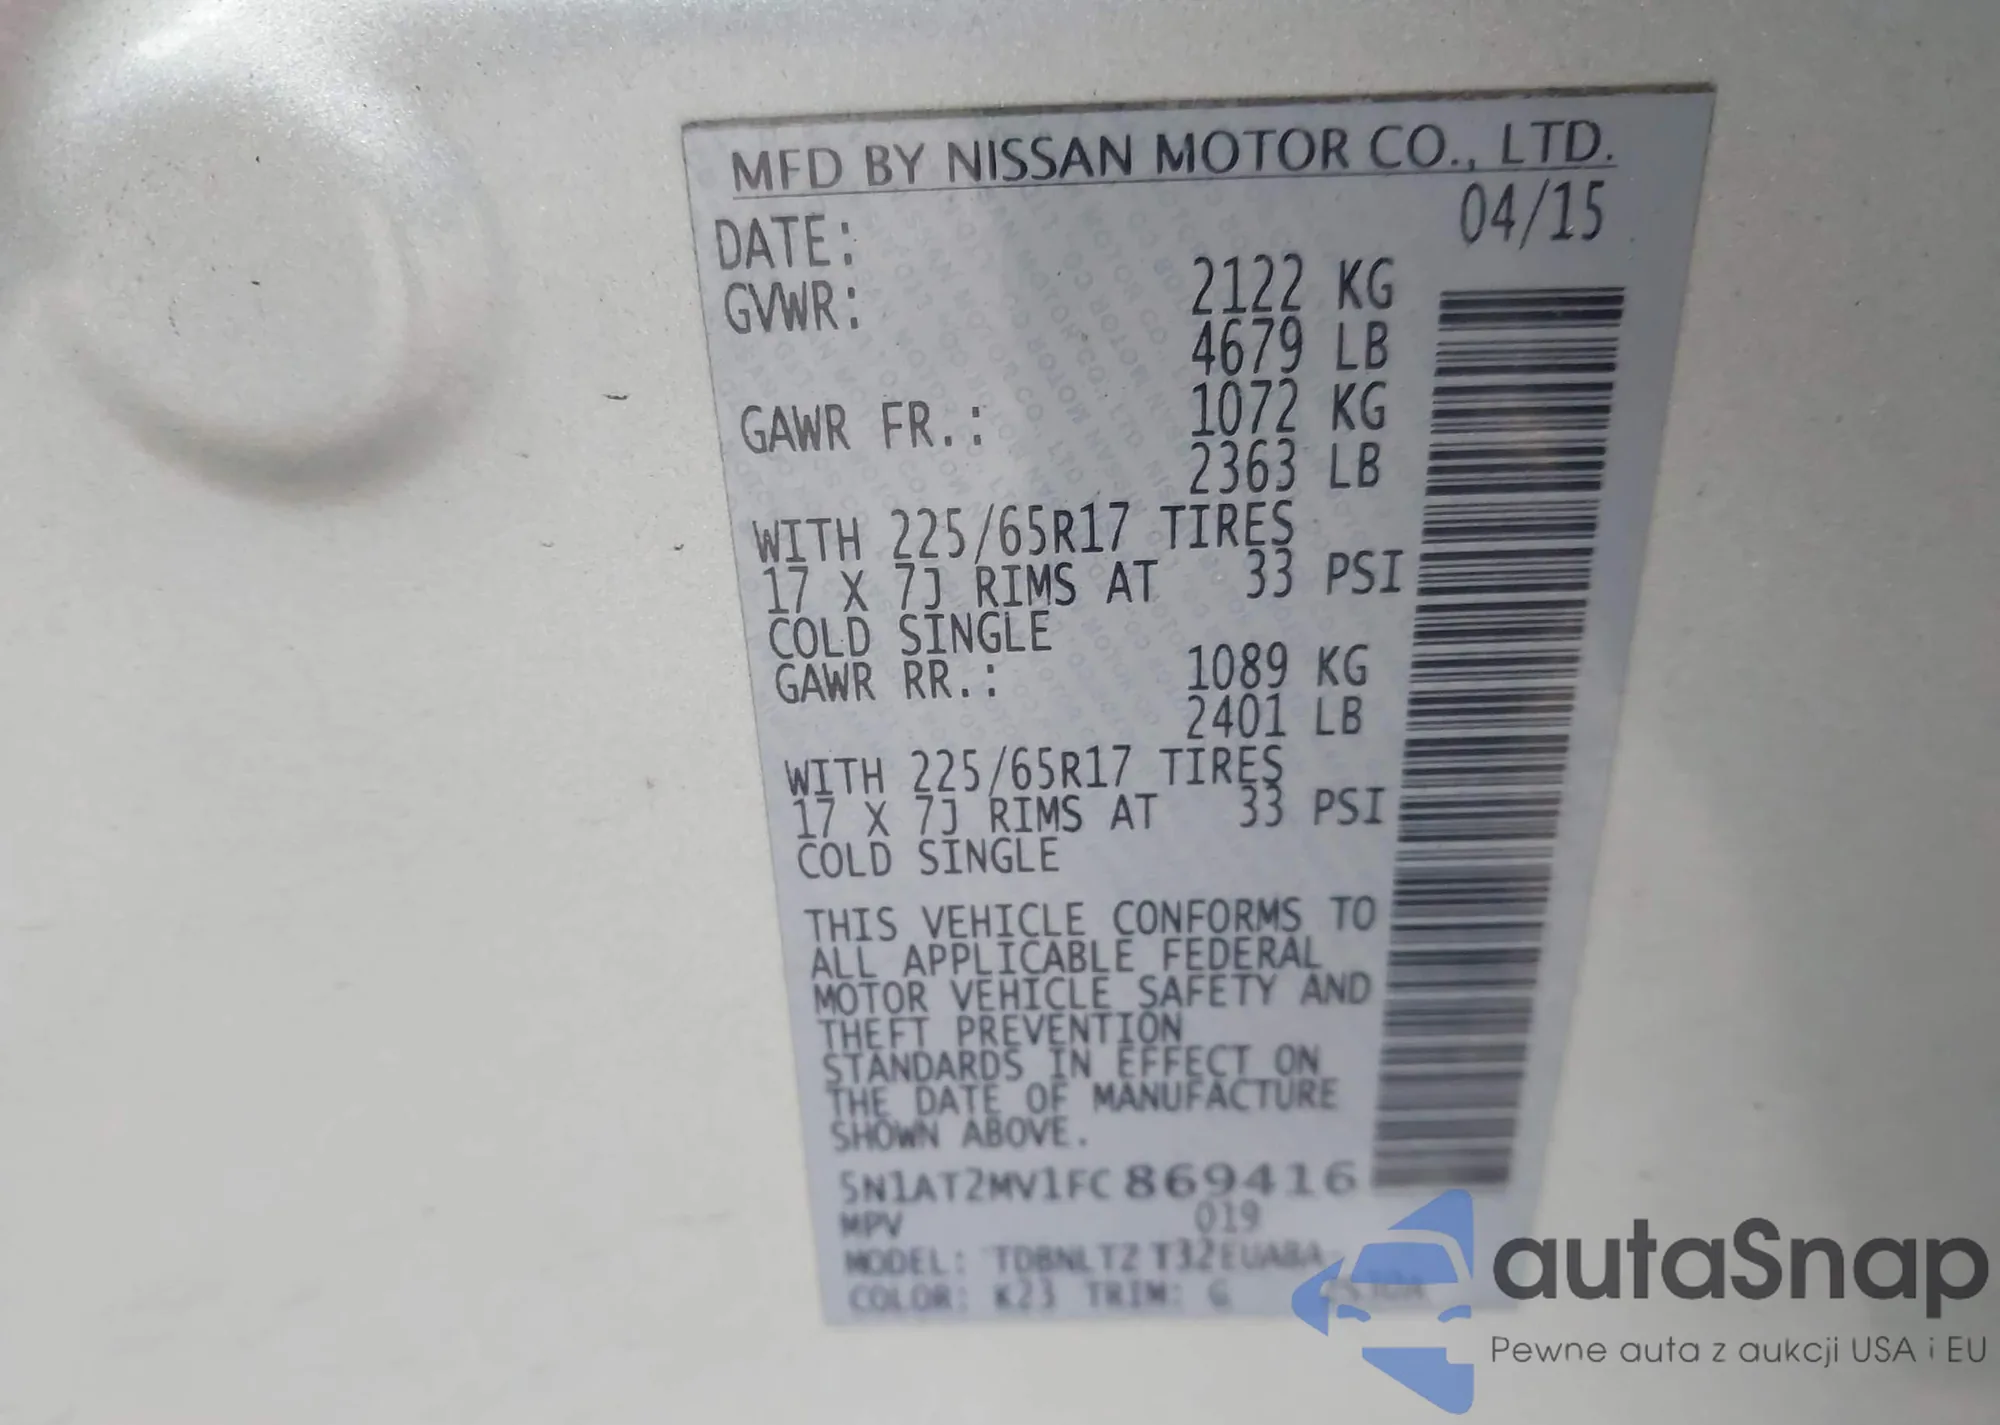 MFD BY NISSAN MOTOR CO., LTD.
DATE: 04/15
GVWR: 2122 KG
4679 LB
GAWR FR.: 1072 KG
2363 LB
WITH 225/65R17 TIRES
17 X 7J RIMS AT 33 PSI
COLD SINGLE
GAWR RR.: 1089 KG
2401 LB
WITH 225/65R17 TIRES
17 X 7J RIMS AT 33 PSI
COLD SINGLE
THIS VEHICLE CONFORMS TO
ALL APPLICABLE FEDERAL
MOTOR VEHICLE SAFETY AND
THEFT PREVENTION
STANDARDS IN EFFECT ON
THE DATE OF MANUFACTURE
SHOWN ABOVE.
5N1AT2MV1FC869416
MPV 019
MODEL: TDBNLTZ T32EUABA-
COLOR: K23 TRIM: G
autaSnap
Pewne auta z aukcji USA i EU